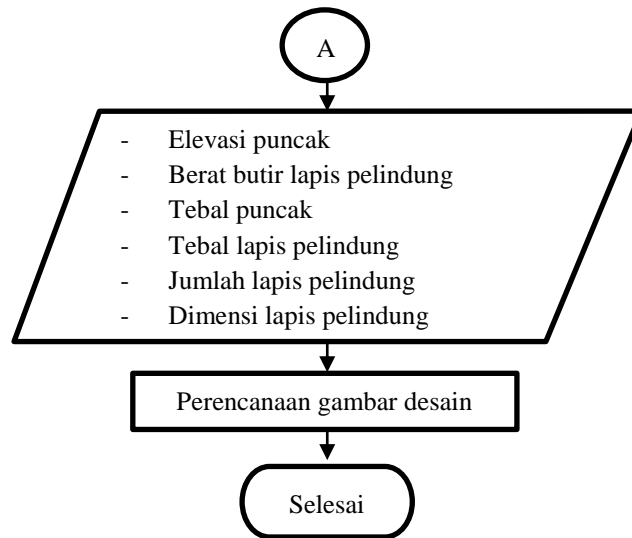 A
- Elevasi puncak
- Berat butir lapis pelindung
- Tebal puncak
- Tebal lapis pelindung
- Jumlah lapis pelindung
- Dimensi lapis pelindung
Perencanaan gambar desain
Selesai